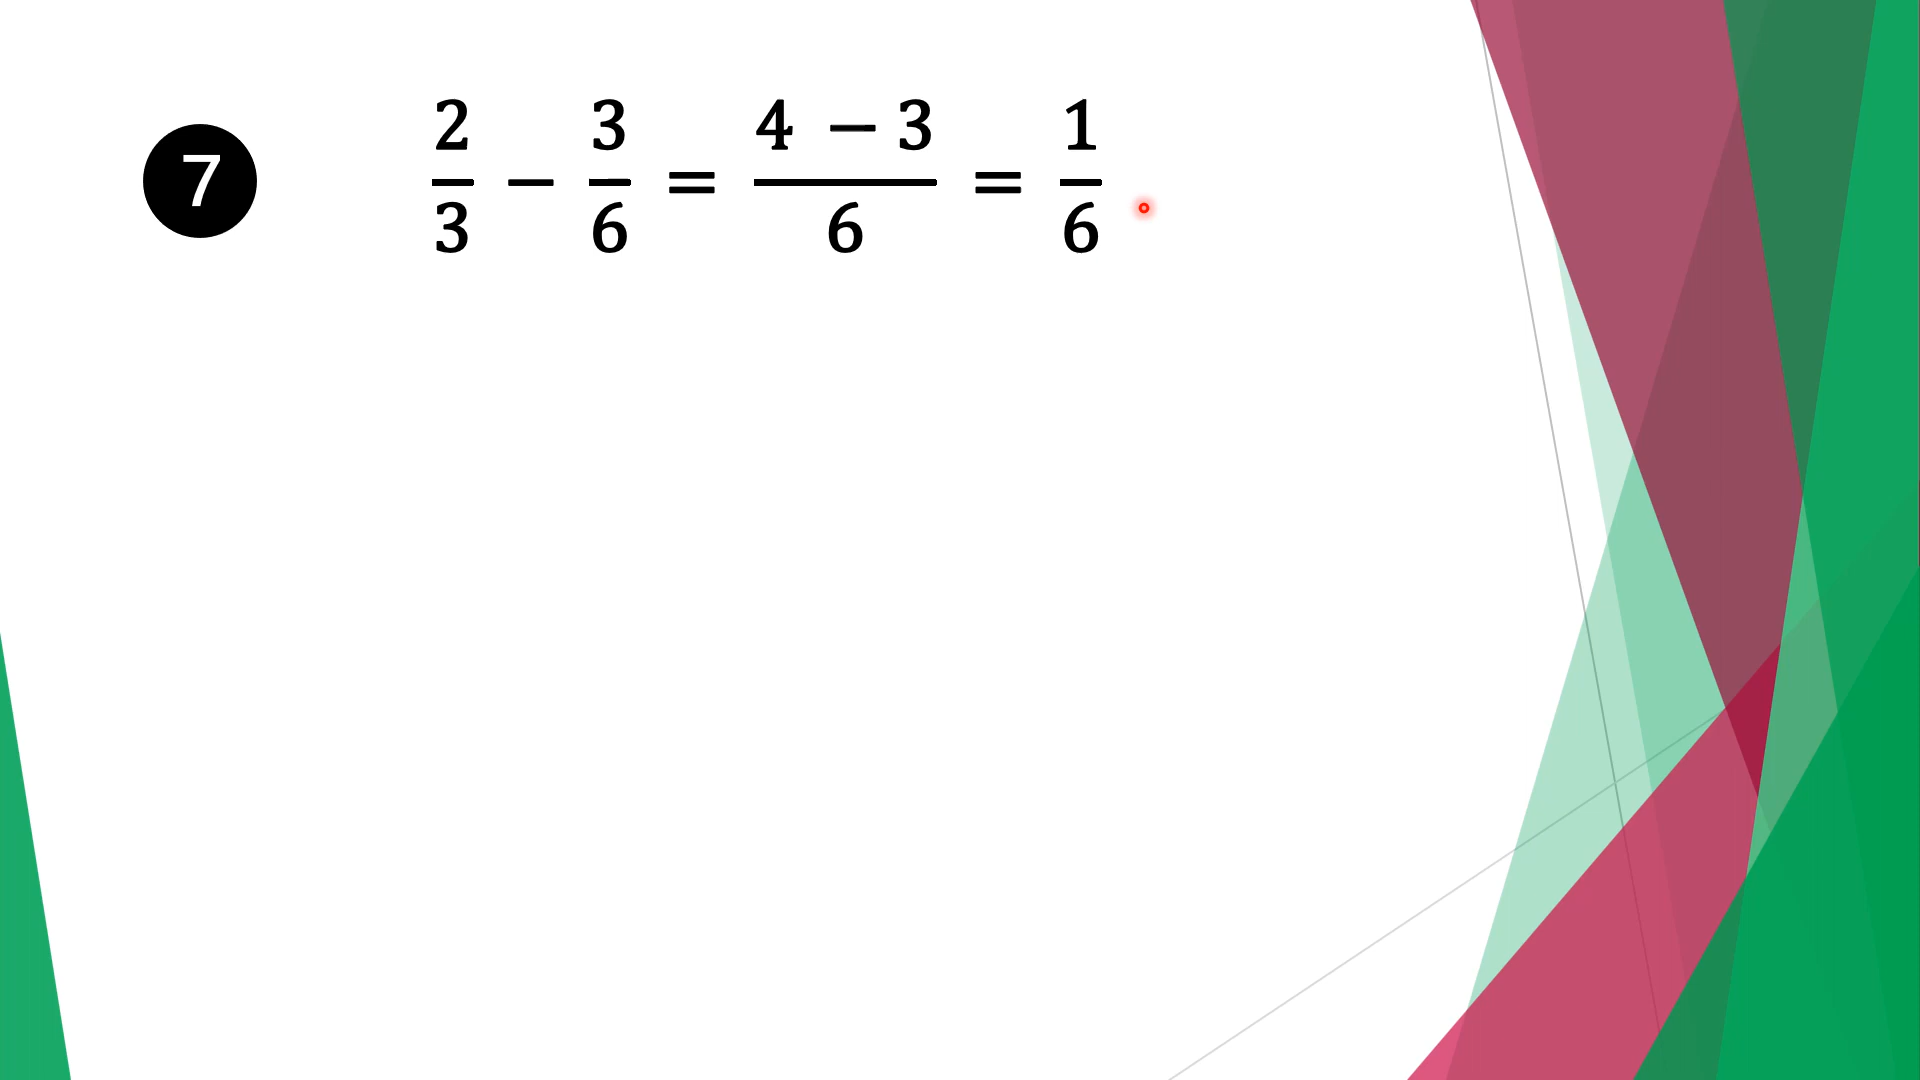 7 2/3 − 3/6 = (4 − 3)/6 = 1/6